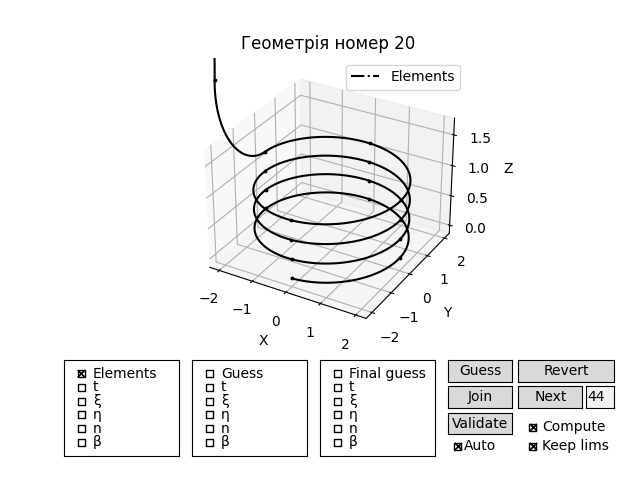 Геометрія номер 20
Elements
1.5
1.0
0.5
0.0
Z
−2
−1
0
1
2
X
−2
−1
0
1
2
Y
Elements
t
ξ
η
n
β
Guess
t
ξ
η
n
β
Final guess
t
ξ
η
n
β
Guess
Revert
Join
Next
44
Validate
Compute
Auto
Keep lims